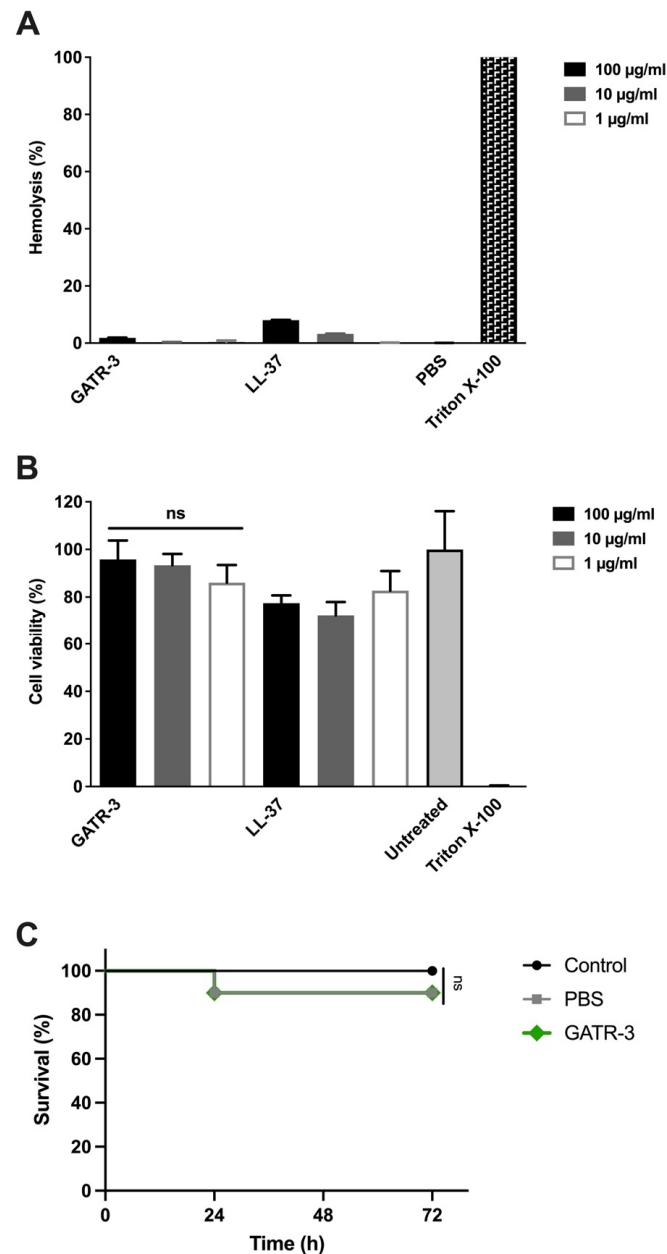 A
100
80
60
40
20
0
Hemolysis (%)
GATR-3
LL-37
PBS
Triton X-100
100 µg/ml
10 µg/ml
1 µg/ml
B
120
100
80
60
40
20
0
Cell viability (%)
ns
GATR-3
LL-37
Untreated
Triton X-100
100 µg/ml
10 µg/ml
1 µg/ml
C
100
80
60
40
20
0
Survival (%)
0 24 48 72
Time (h)
ns
Control
PBS
GATR-3